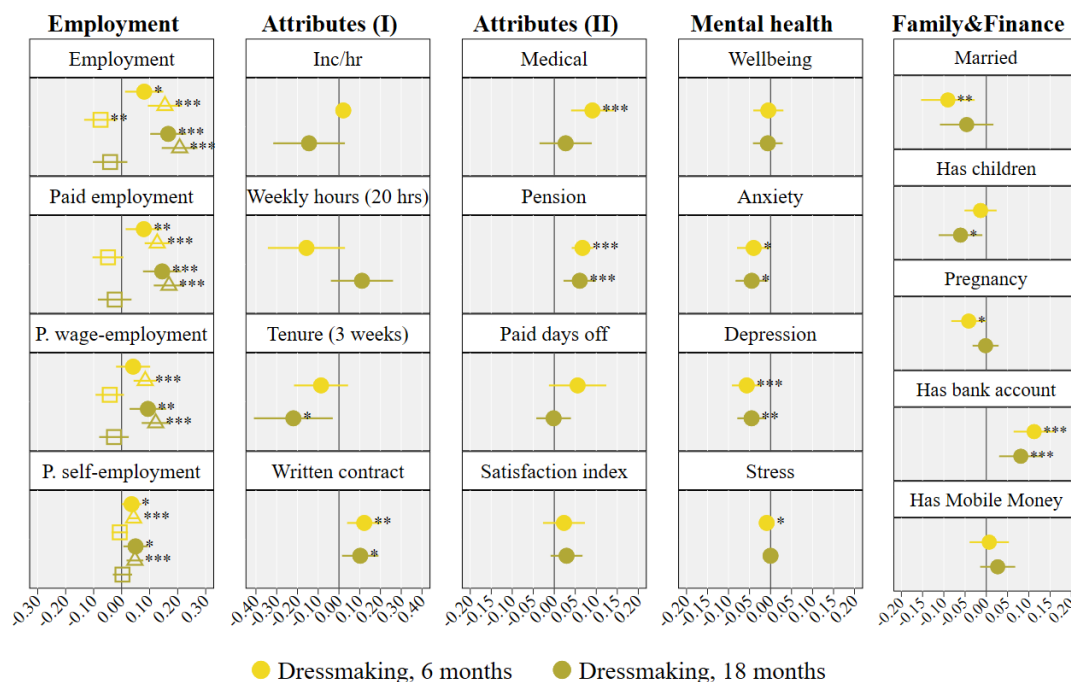 Employment
Attributes (I)
Attributes (II)
Mental health
Family&Finance
Employment
*
***
**
***
***
Paid employment
**
***
***
***
P. wage-employment
***
**
***
P. self-employment
*
***
*
***
-0.30
-0.20
-0.10
0.00
0.10
0.20
0.30
Inc/hr
Weekly hours (20 hrs)
Tenure (3 weeks)
*
Written contract
**
*
-0.40
-0.30
-0.20
-0.10
0.00
0.10
0.20
0.30
0.40
Medical
***
Pension
***
***
Paid days off
Satisfaction index
-0.20
-0.15
-0.10
-0.05
0.00
0.05
0.10
0.15
0.20
Wellbeing
Anxiety
*
*
Depression
***
**
Stress
*
-0.20
-0.15
-0.10
-0.05
0.00
0.05
0.10
0.15
0.20
Married
**
Has children
*
Pregnancy
*
Has bank account
***
***
Has Mobile Money
-0.20
-0.15
-0.10
-0.05
0.00
0.05
0.10
0.15
0.20
Dressmaking, 6 months
Dressmaking, 18 months